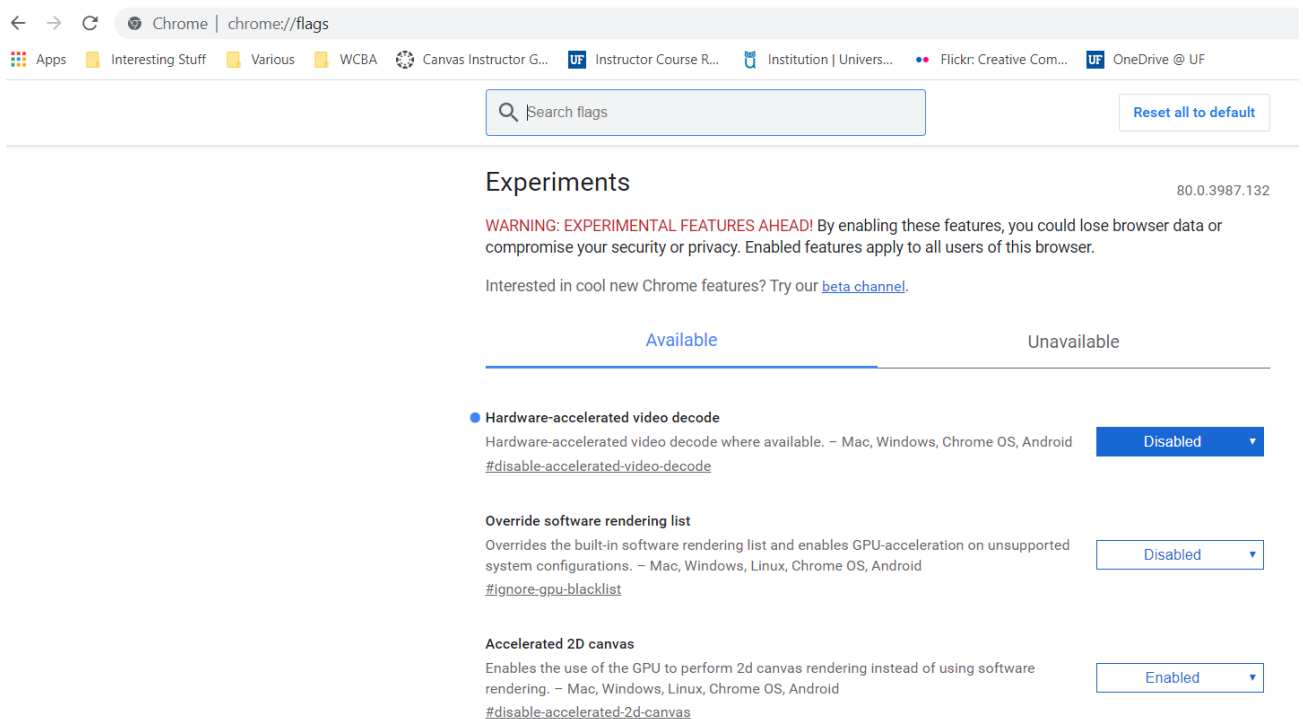 Chrome | chrome://flags
Apps Interesting Stuff Various WCBA Canvas Instructor G... UF Instructor Course R... Institution | Univers... Flickr: Creative Com... UF OneDrive @ UF
Search flags
Reset all to default
Experiments
80.0.3987.132
WARNING: EXPERIMENTAL FEATURES AHEAD! By enabling these features, you could lose browser data or
compromise your security or privacy. Enabled features apply to all users of this browser.
Interested in cool new Chrome features? Try our beta channel.
Available
Unavailable
Hardware-accelerated video decode
Hardware-accelerated video decode where available. – Mac, Windows, Chrome OS, Android
Disabled
#disable-accelerated-video-decode
Override software rendering list
Overrides the built-in software rendering list and enables GPU-acceleration on unsupported
system configurations. – Mac, Windows, Linux, Chrome OS, Android
Disabled
#ignore-gpu-blacklist
Accelerated 2D canvas
Enables the use of the GPU to perform 2d canvas rendering instead of using software
rendering. – Mac, Windows, Linux, Chrome OS, Android
Enabled
#disable-accelerated-2d-canvas